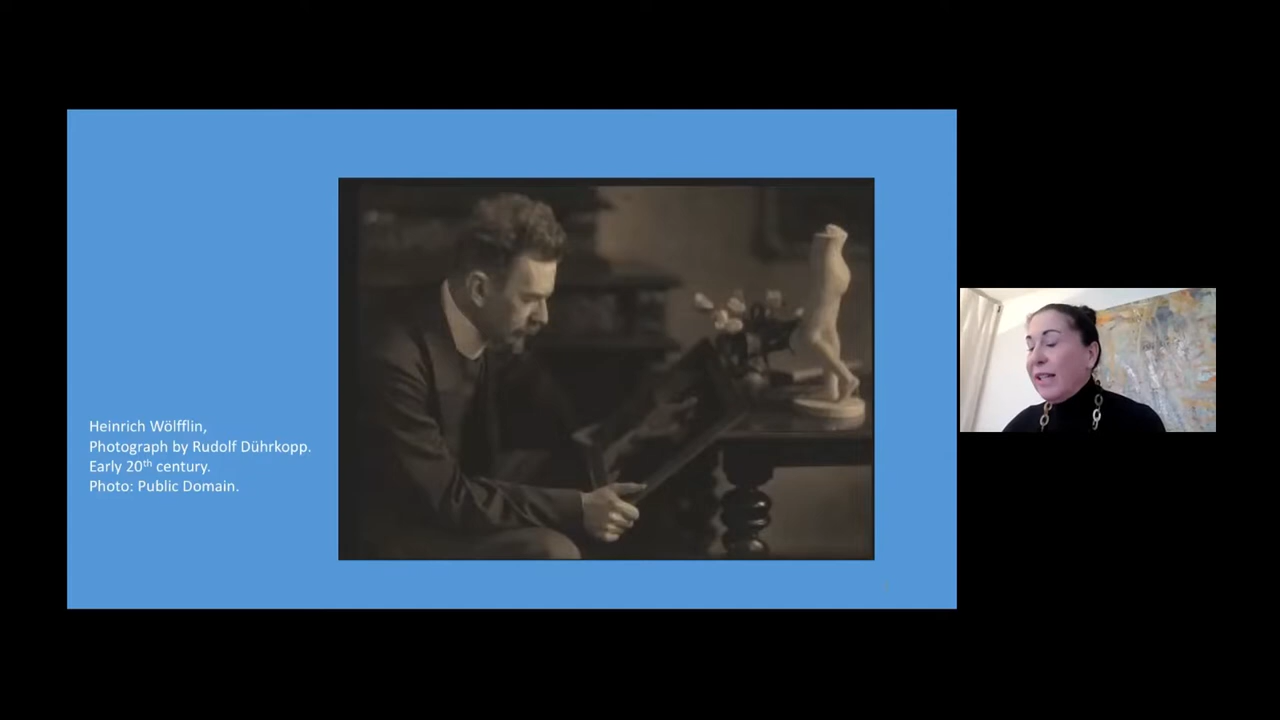 Heinrich Wölfflin,
Photograph by Rudolf Dührkopp.
Early 20th century.
Photo: Public Domain.